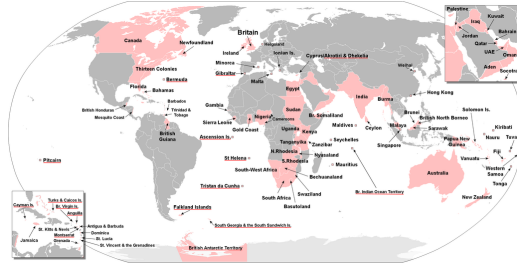 Palestine
Iraq
Kuwait
Jordan
Bahrain
Qatar
UAE
Oman
Aden
Socotra
Canada
Newfoundland
Britain
Ireland
Heligoland
Ionian Is.
Minorca
Gibraltar
Malta
Cyprus/Akrotiri & Dhekelia
Weihai
Thirteen Colonies
Bermuda
Florida
Bahamas
Egypt
India
Hong Kong
Burma
British Honduras
Mosquito Coast
Barbados
Trinidad &
Tobago
Gambia
Sierra Leone
Gold Coast
Nigeria
Cameroons
Sudan
Br. Somaliland
Uganda
Kenya
Maldives
Ceylon
Malaya
Singapore
Brunei
British North Borneo
Sarawak
Papua New
Guinea
Solomon Is.
Kiribati
Nauru
Tuvalu
British
Guiana
Ascension Is.
Tanganyika
Zanzibar
Seychelles
N.Rhodesia
Nyasaland
Mauritius
S.Rhodesia
Vanuatu
Fiji
Western
Samoa
Tonga
Pitcairn
St Helena
South-West Africa
Bechuanaland
Br. Indian Ocean Territory
Australia
Tristan da Cunha
Swaziland
South Africa
Basutoland
New Zealand
Falkland Islands
South Georgia & the South Sandwich Is.
British Antarctic Territory
Turks & Caicos Is.
Cayman Is.
Br. Virgin Is.
Anguilla
St. Kitts & Nevis
Antigua & Barbuda
Montserrat
Dominica
Jamaica
Grenada
St. Lucia
St. Vincent & the Grenadines